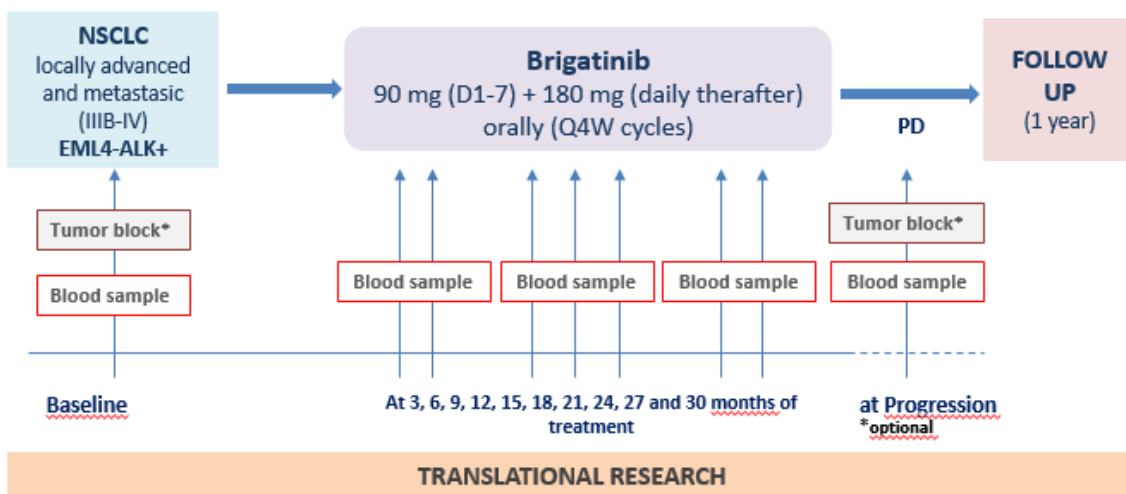 NSCLC
locally advanced
and metastasic
(IIIB-IV)
EML4-ALK+
Brigatinib
90 mg (D1-7) + 180 mg (daily therafter)
orally (Q4W cycles)
PD
FOLLOW
UP
(1 year)
Tumor block*
Blood sample
Blood sample
Blood sample
Blood sample
Tumor block*
Blood sample
Baseline
At 3, 6, 9, 12, 15, 18, 21, 24, 27 and 30 months of
treatment
at Progression
*optional
TRANSLATIONAL RESEARCH